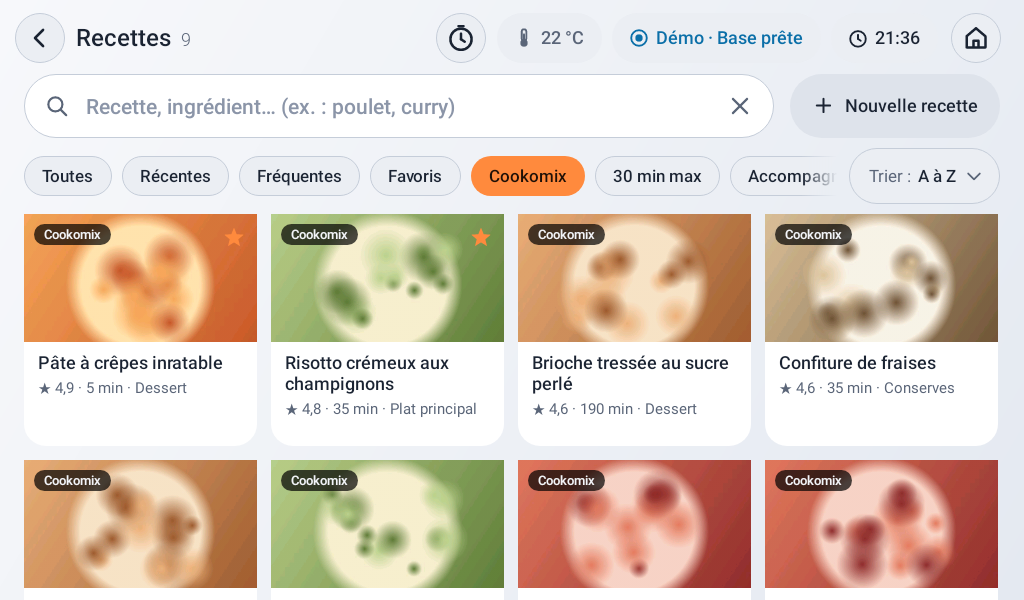 Recettes 9
22 °C
Démo · Base prête
21:36
Recette, ingrédient… (ex. : poulet, curry)
Nouvelle recette
Toutes
Récentes
Fréquentes
Favoris
Cookomix
30 min max
Trier : A à Z
Cookomix
Cookomix
Cookomix
Cookomix
Pâte à crêpes inratable
★ 4,9 · 5 min · Dessert
Risotto crémeux aux
champignons
★ 4,8 · 35 min · Plat principal
Brioche tressée au sucre
perlé
★ 4,6 · 190 min · Dessert
Confiture de fraises
★ 4,6 · 35 min · Conserves
Cookomix
Cookomix
Cookomix
Cookomix